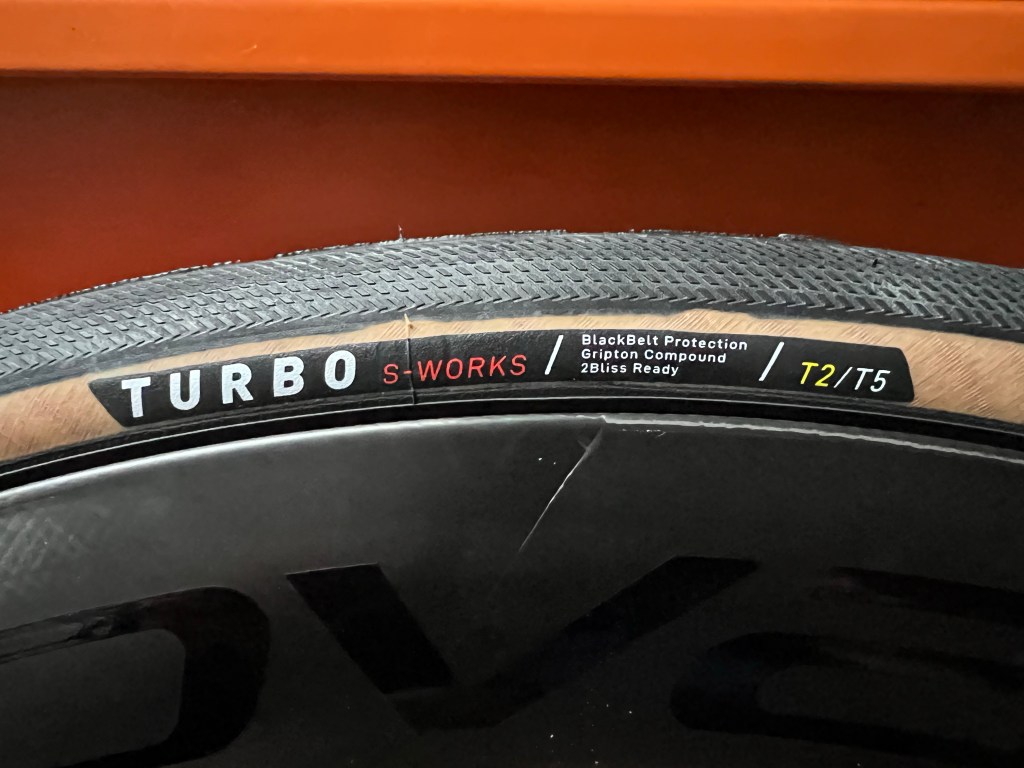 TURBO S-WORKS / BlackBelt Protection
Gripton Compound
2Bliss Ready / T2/T5